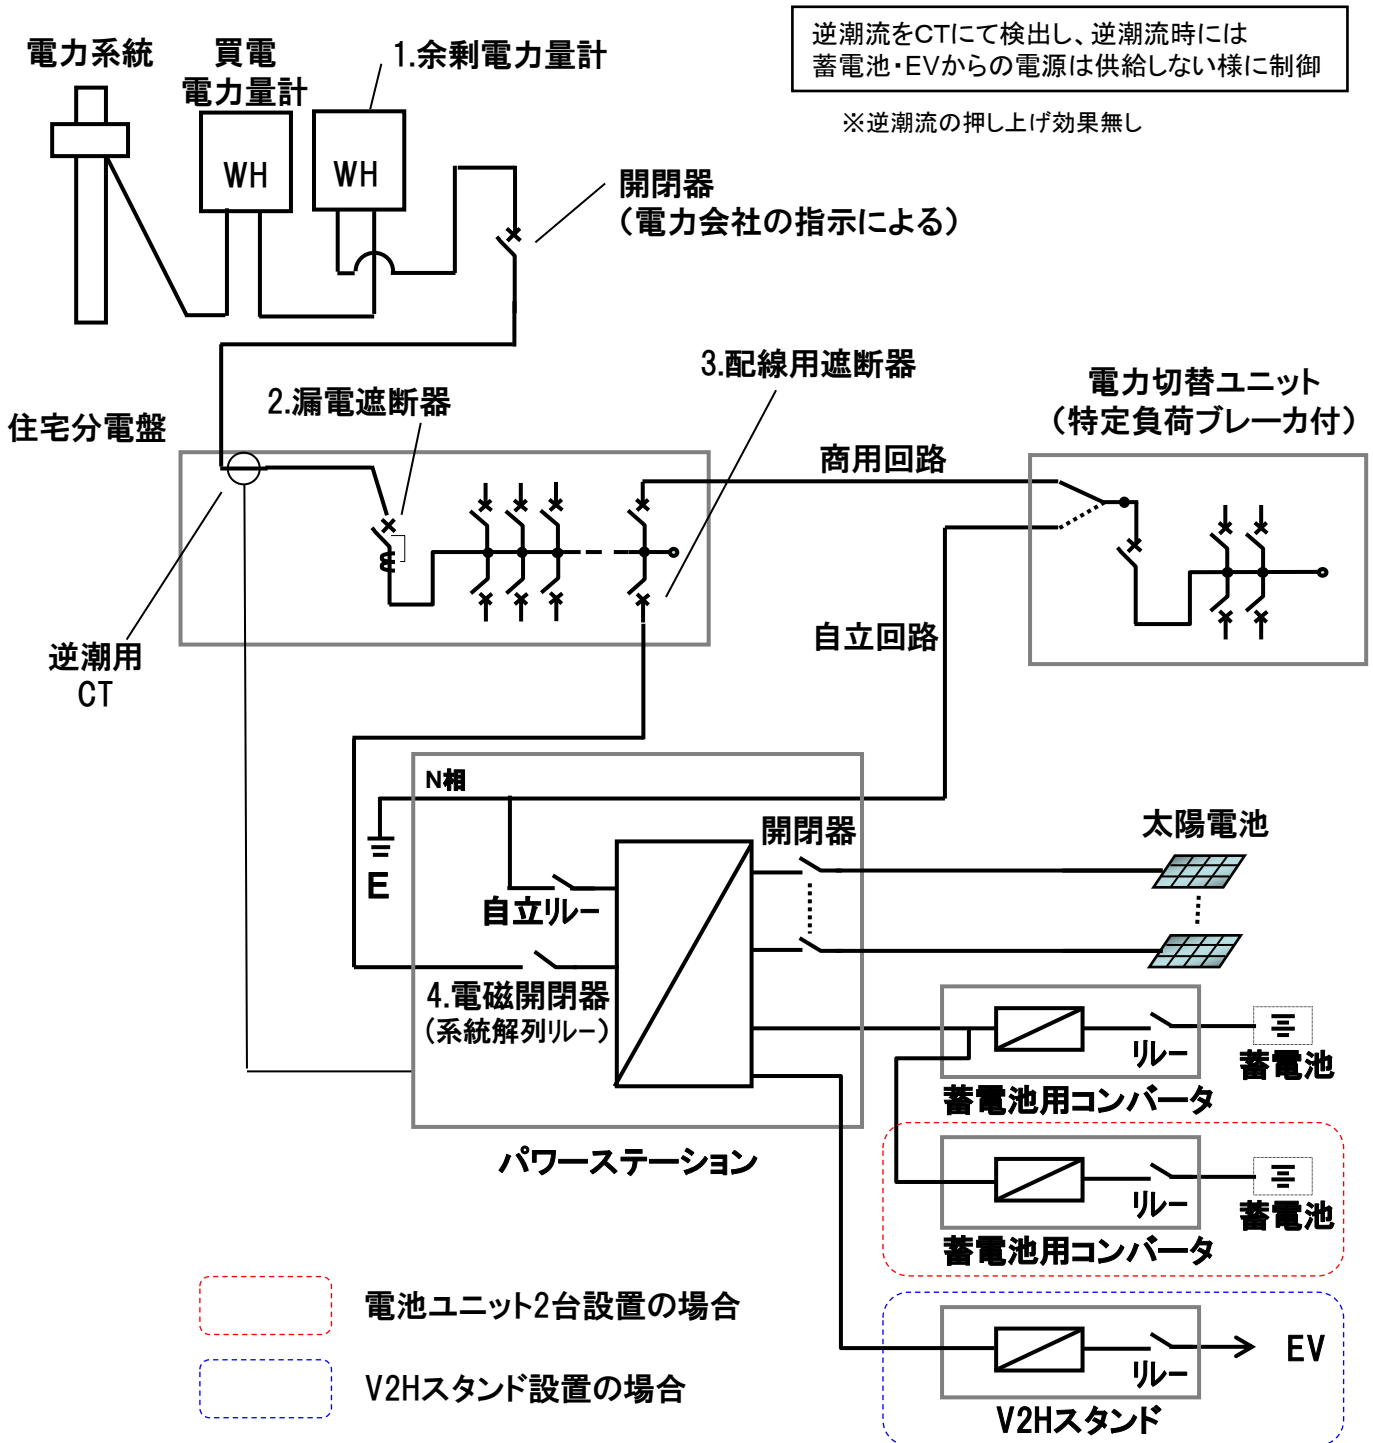 逆潮流をCTにて検出し、逆潮流時には
蓄電池・EVからの電源は供給しない様に制御
※逆潮流の押し上げ効果無し
電力系統
買電
電力量計
1.余剰電力量計
WH
WH
開閉器
（電力会社の指示による）
3.配線用遮断器
2.漏電遮断器
電力切替ユニット
（特定負荷ブレーカ付）
住宅分電盤
商用回路
自立回路
逆潮用
CT
N相
開閉器
太陽電池
E
自立リレー
4.電磁開閉器
（系統解列リレー）
リレー
蓄電池
蓄電池用コンバータ
パワーステーション
リレー
蓄電池
蓄電池用コンバータ
電池ユニット2台設置の場合
EV
リレー
V2Hスタンド設置の場合
V2Hスタンド